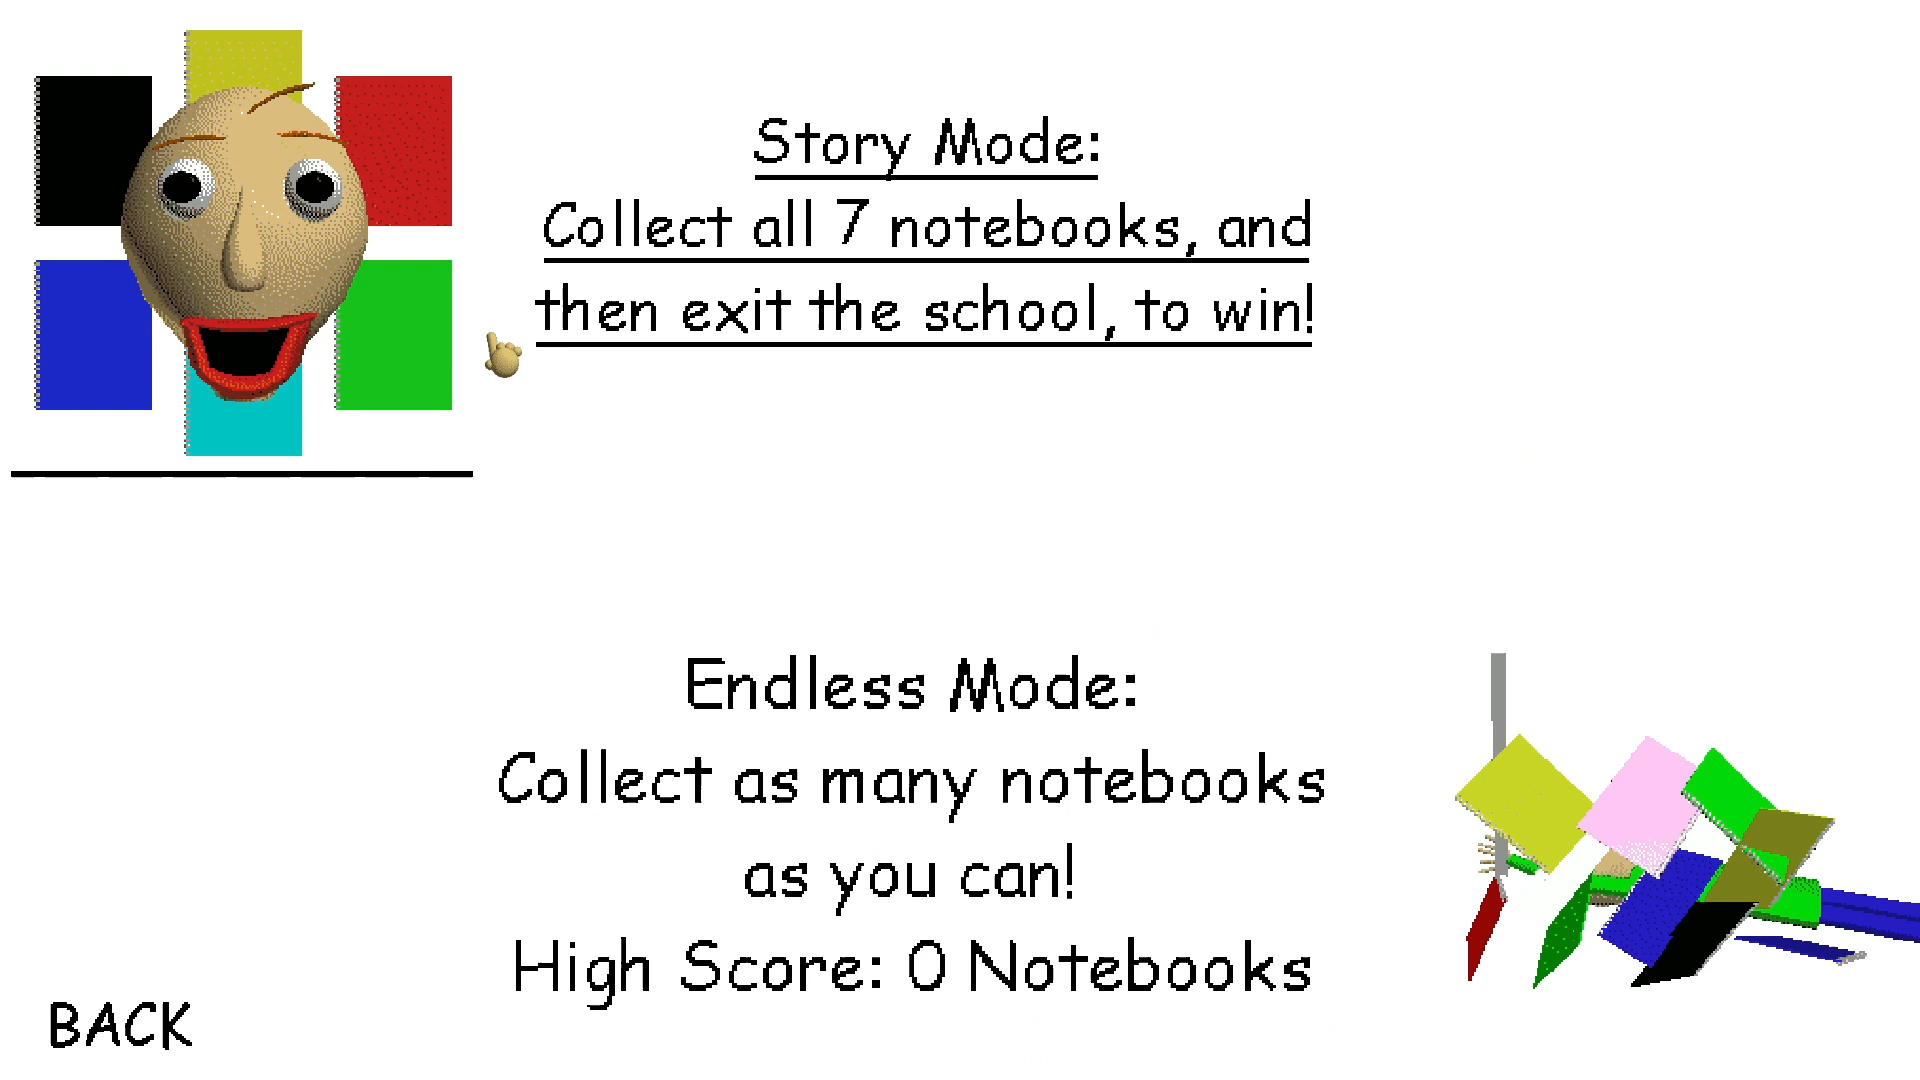 Story Mode:
Collect all 7 notebooks, and
then exit the school, to win!
Endless Mode:
Collect as many notebooks
as you can!
High Score: 0 Notebooks
BACK